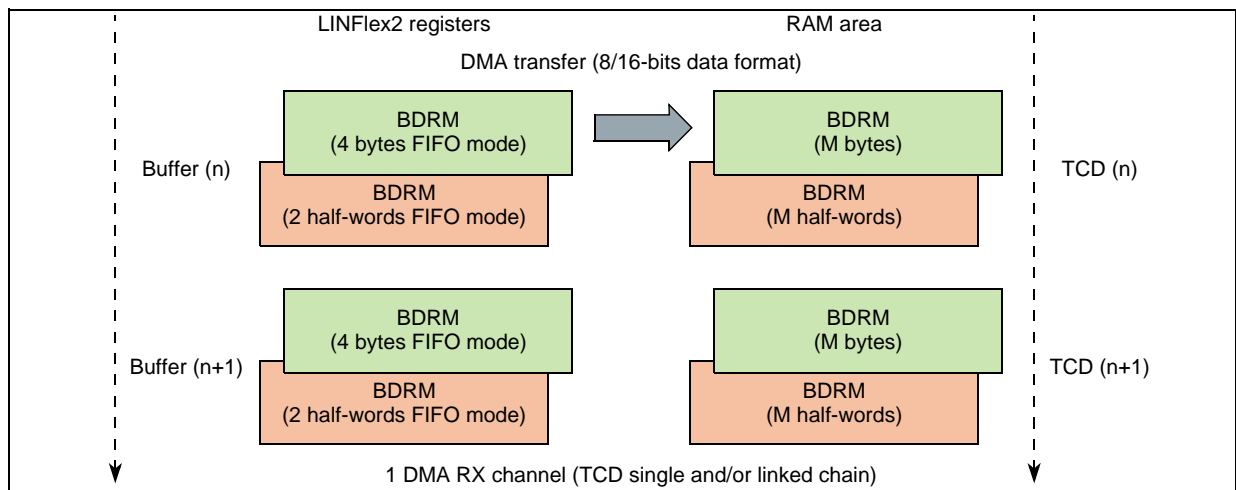 LINFlex2 registers
RAM area
DMA transfer (8/16-bits data format)
BDRM
(4 bytes FIFO mode)
BDRM
(M bytes)
Buffer (n)
TCD (n)
BDRM
(2 half-words FIFO mode)
BDRM
(M half-words)
BDRM
(4 bytes FIFO mode)
BDRM
(M bytes)
Buffer (n+1)
TCD (n+1)
BDRM
(2 half-words FIFO mode)
BDRM
(M half-words)
1 DMA RX channel (TCD single and/or linked chain)